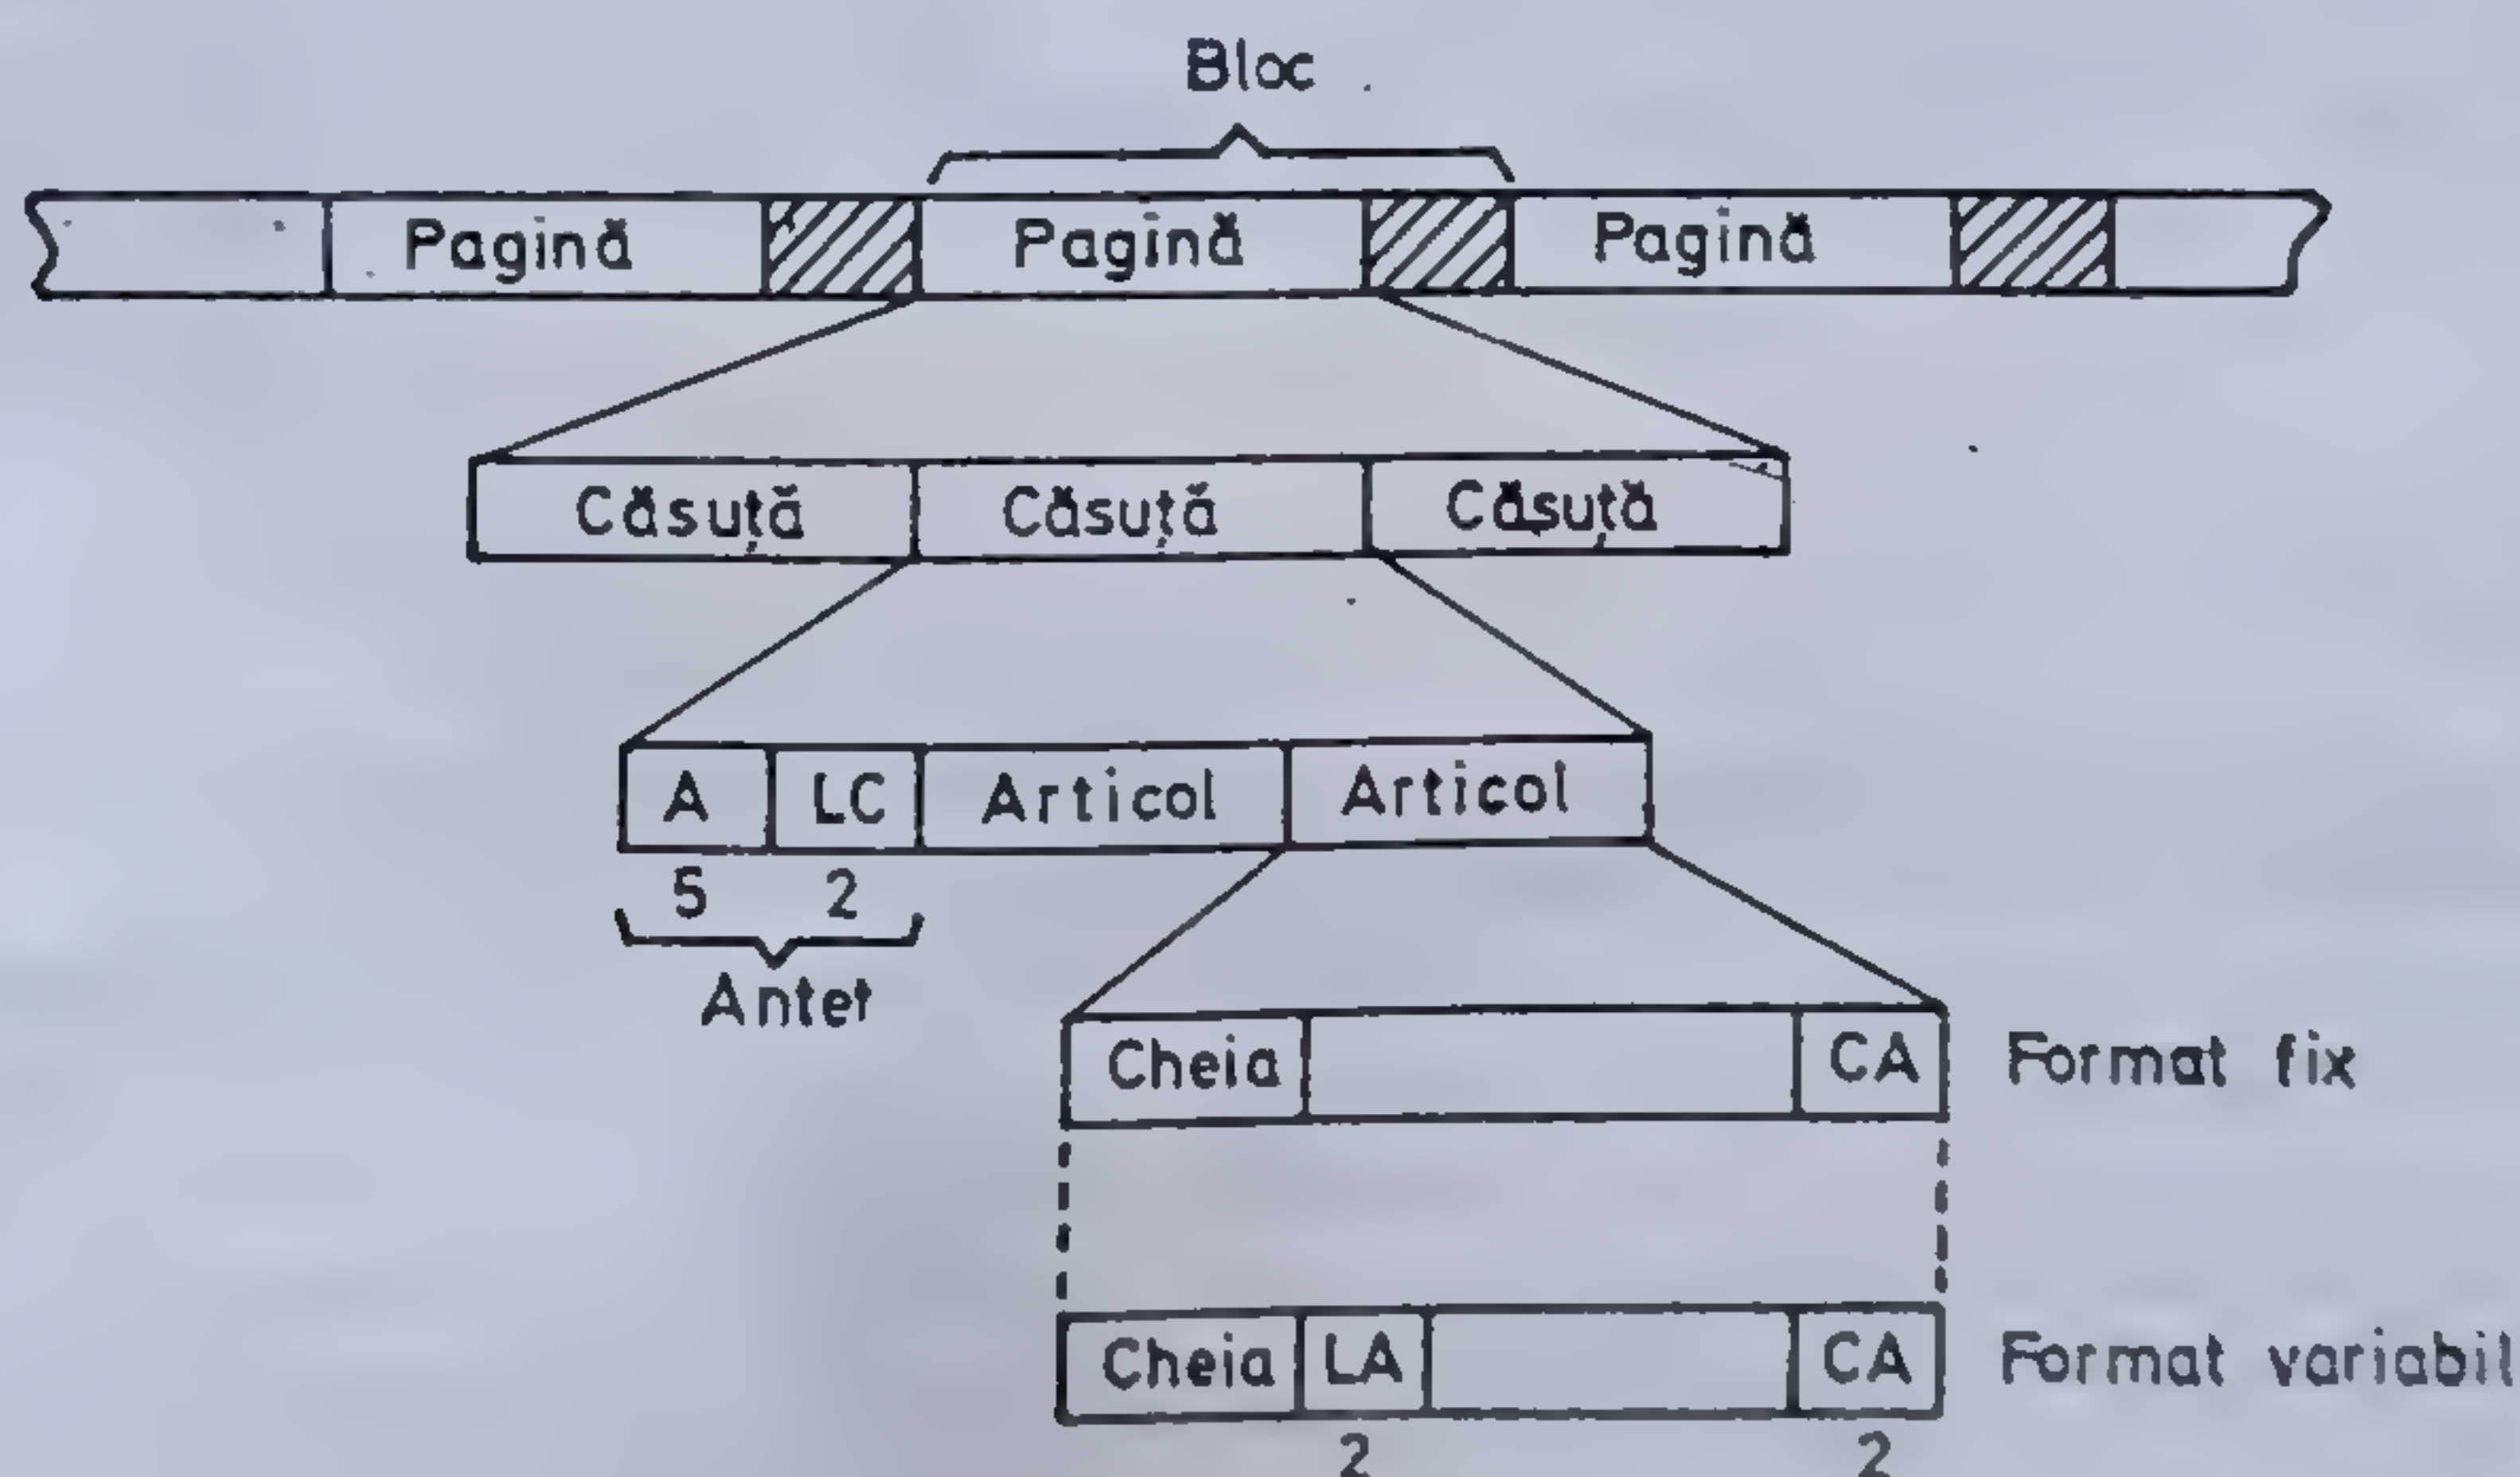 Bloc
Pagină Pagină Pagină
Căsuță Căsuță Căsuță
A LC Articol Articol
5 2
Antet
Cheia CA Format fix
Cheia LA CA Format variabil
2 2